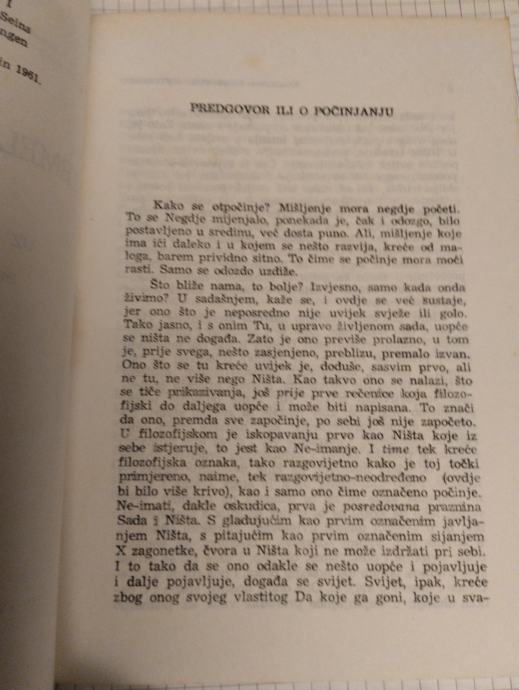 1
Seins
ngen
in 1961.
PREDGOVOR ILI O POČINJANJU
Kako se otpočinje? Mišljenje mora negdje početi.
To se Negdje mijenjalo, ponekada je, čak i odozgo, bilo
postavljeno u sredinu, već dosta puno. Ali, mišljenje koje
ima ići daleko i u kojem se nešto razvija, kreće od ma-
loga, barem prividno sitno. To čime se počinje mora moći
rasti. Samo se odozdo uzdiže.
Što bliže nama, to bolje? Izvjesno, samo kada onda
živimo? U sadašnjem, kaže se, i ovdje se već sustaje,
jer ono što je neposredno nije uvijek svježe ili golo.
Tako jasno, i s onim Tu, u upravo življenom sada, uopće
se ništa ne događa. Zato je ono previše prolazno, u tom
je, prije svega, nešto zasjenjeno, preblizu, premalo izvan.
Ono što se tu kreće uvijek je, doduše, sasvim prvo, ali
ne tu, ne više nego Ništa. Kao takvo ono se nalazi, što
se tiče prikazivanja, još prije prve rečenice koja filozo-
fijski do daljega uopće i može biti napisana. To znači
da ono, premda sve započinje, po sebi još nije započeto.
U filozofijskom je iskopavanju prvo kao Ništa koje iz
sebe istjeruje, to jest kao Ne-imanje. I time tek kreće
filozofijska oznaka, tako razgovijetno kako je toj točki
primjereno, naime, tek razgovijetno-neodređeno (ovdje
bi bilo više krivo), kao i samo ono čime označeno počinje.
Ne-imati, dakle oskudica, prva je posredovana praznina
Sada i Ništa. S gladujućim kao prvim označenim javlja-
njem Ništa, s pitajućim kao prvim označenim sijanjem
X zagonetke, čvora u Ništa koji ne može izdržati pri sebi.
I to tako da se ono odakle se nešto uopće i pojavljuje
i dalje pojavljuje, događa se svijet. Svijet, ipak, kreće
zbog onog svojeg vlastitog Da koje ga goni, koje u sva-